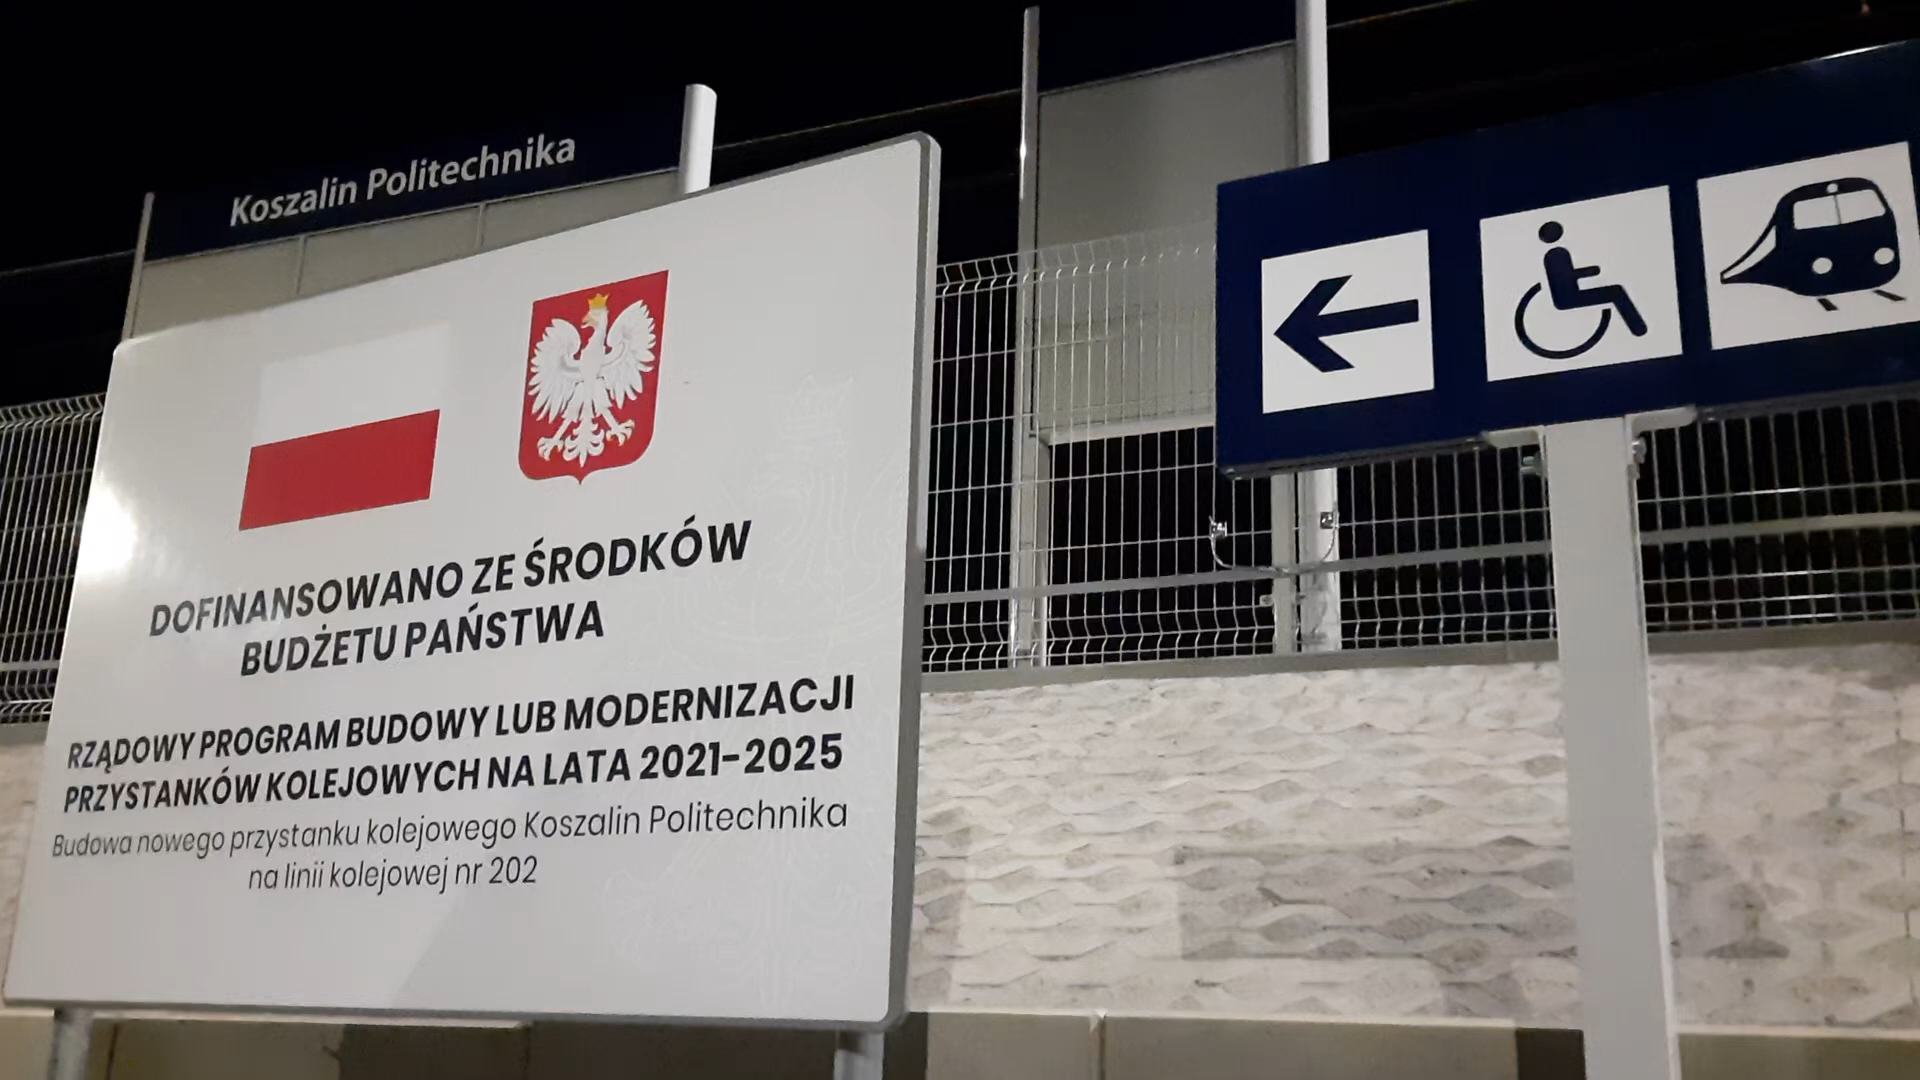 Koszalin Politechnika
DOFINANSOWANO ZE ŚRODKÓW
BUDŻETU PAŃSTWA
RZĄDOWY PROGRAM BUDOWY LUB MODERNIZACJI
PRZYSTANKÓW KOLEJOWYCH NA LATA 2021-2025
Budowa nowego przystanku kolejowego Koszalin Politechnika
na linii kolejowej nr 202